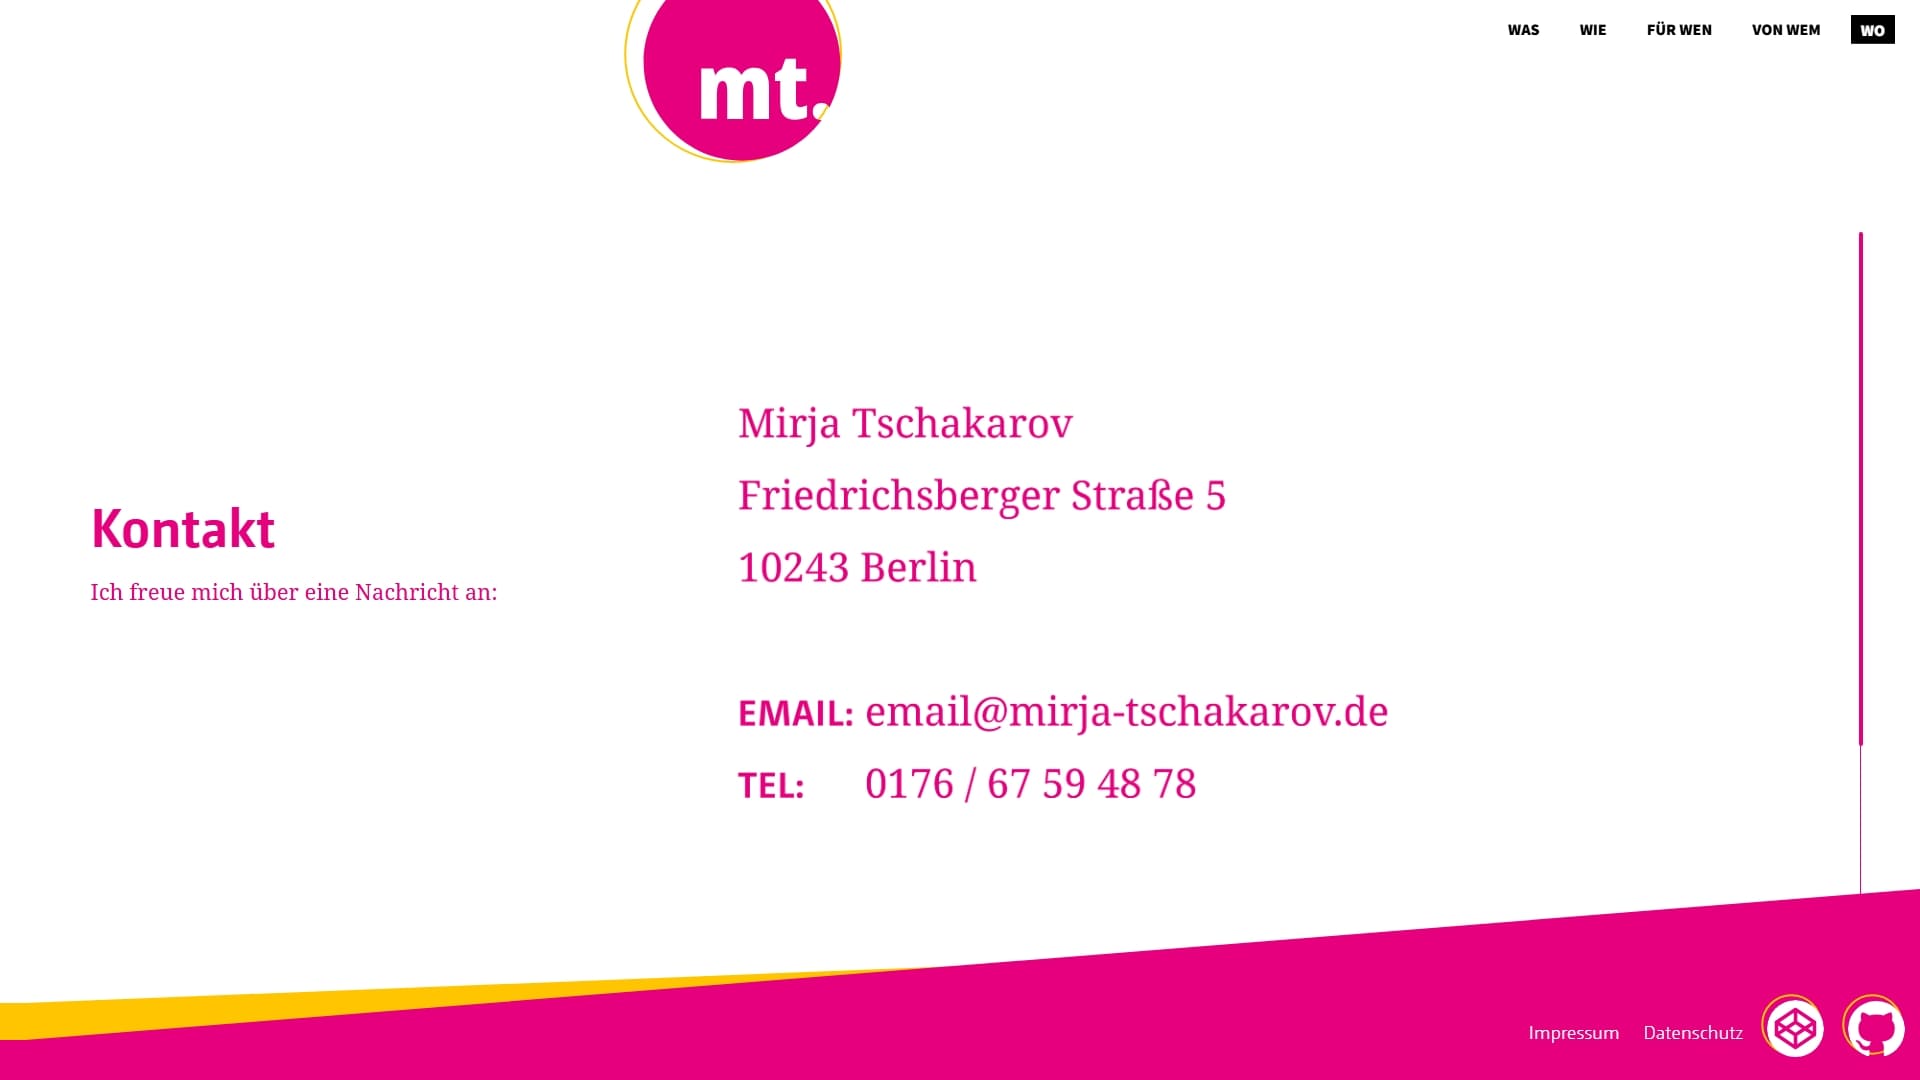 mt.
WAS WIE FÜR WEN VON WEM WO
Kontakt
Ich freue mich über eine Nachricht an:
Mirja Tschakarov
Friedrichsberger Straße 5
10243 Berlin
EMAIL: email@mirja-tschakarov.de
TEL: 0176 / 67 59 48 78
Impressum Datenschutz